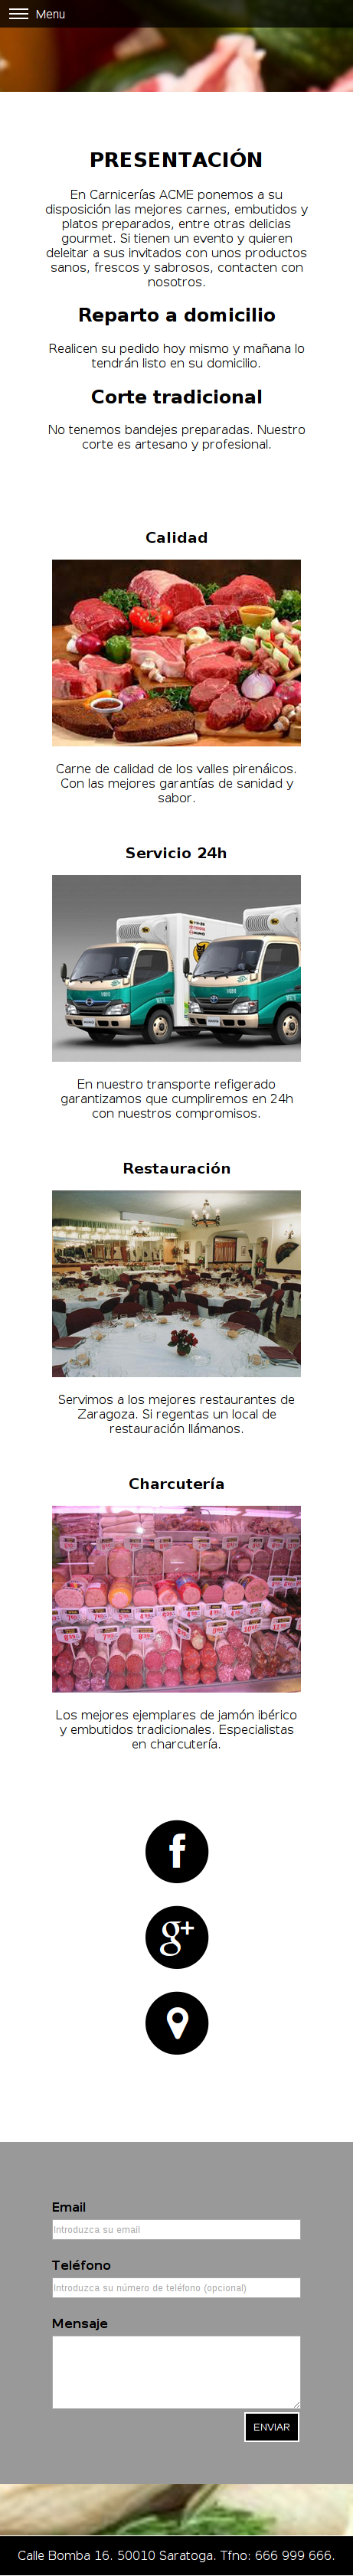 Menu
PRESENTACIÓN
En Carnicerías ACME ponemos a su
disposición las mejores carnes, embutidos y
platos preparados, entre otras delicias
gourmet. Si tienen un evento y quieren
deleitar a sus invitados con unos productos
sanos, frescos y sabrosos, contacten con
nosotros.
Reparto a domicilio
Realicen su pedido hoy mismo y mañana lo
tendrán listo en su domicilio.
Corte tradicional
No tenemos bandejes preparadas. Nuestro
corte es artesano y profesional.
Calidad
Carne de calidad de los valles pirenáicos.
Con las mejores garantías de sanidad y
sabor.
Servicio 24h
En nuestro transporte refigerado
garantizamos que cumpliremos en 24h
con nuestros compromisos.
Restauración
Servimos a los mejores restaurantes de
Zaragoza. Si regentas un local de
restauración llámanos.
Charcutería
Los mejores ejemplares de jamón ibérico
y embutidos tradicionales. Especialistas
en charcutería.
f
g+
Email
Introduzca su email
Teléfono
Introduzca su número de teléfono (opcional)
Mensaje
ENVIAR
Calle Bomba 16. 50010 Saratoga. Tfno: 666 999 666.